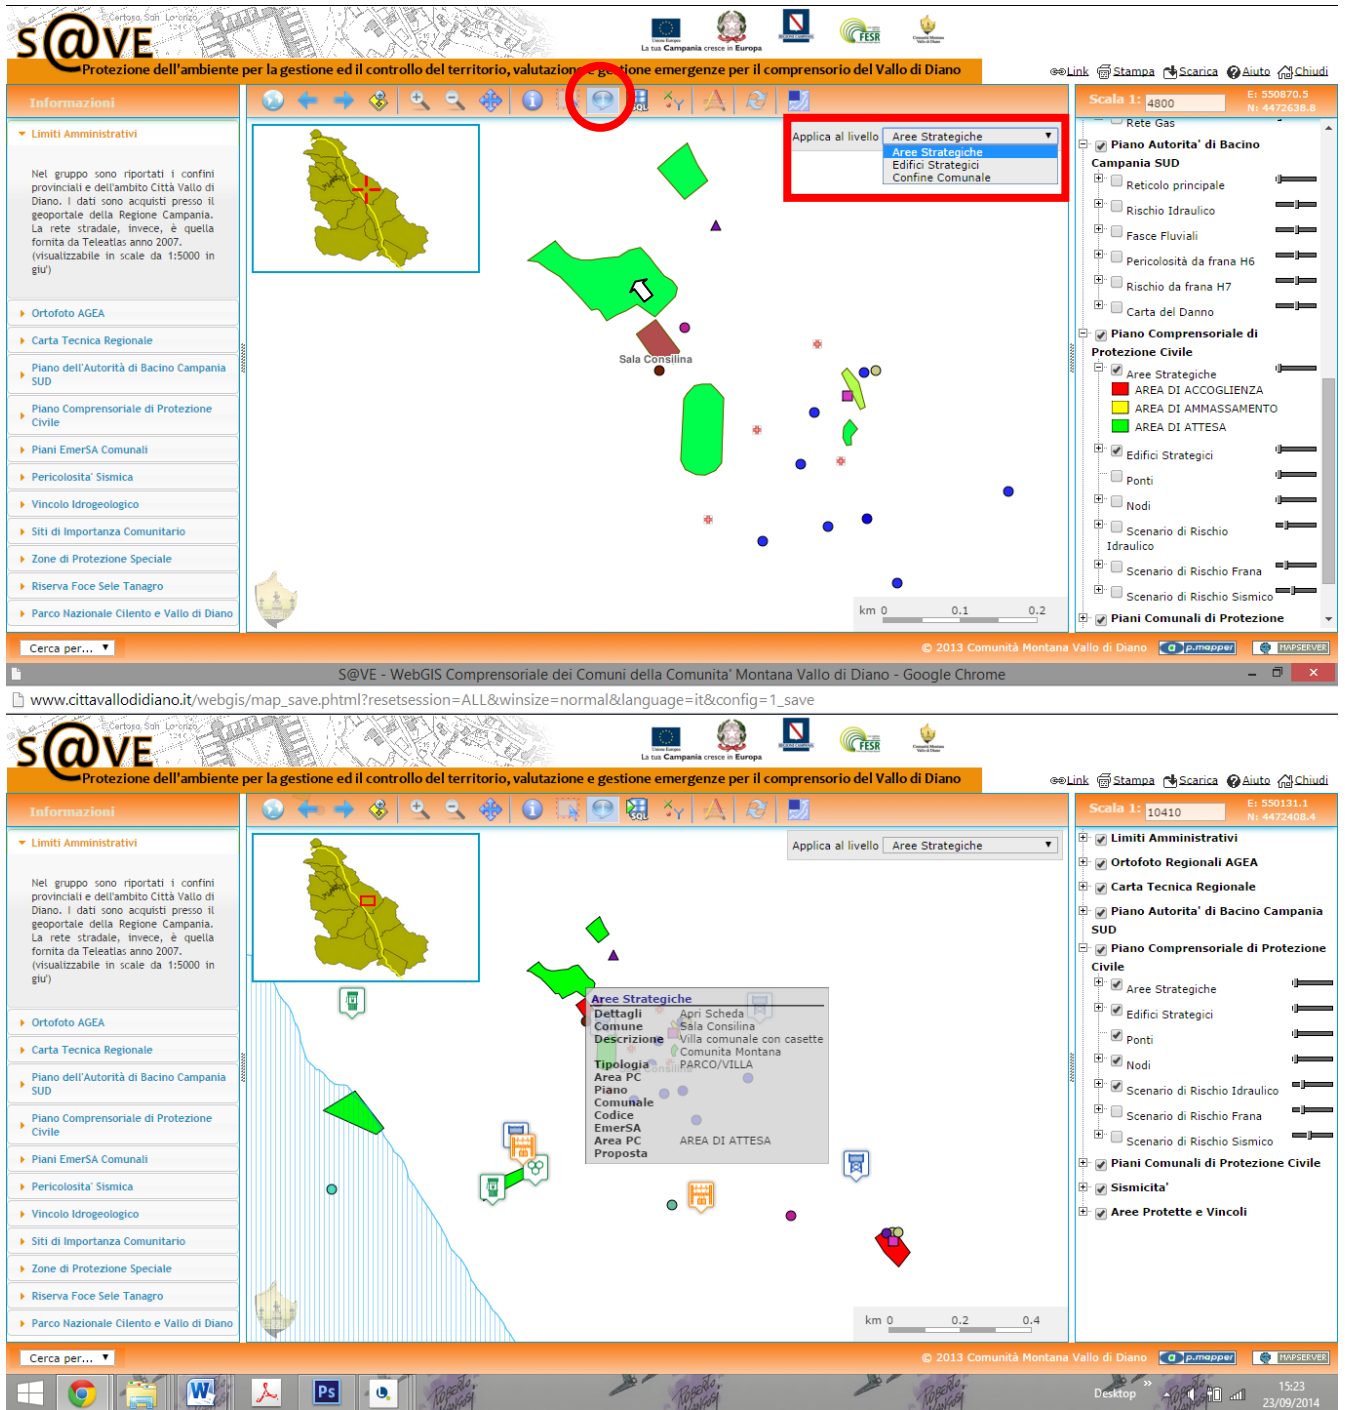 Certosa San Lorenzo
S@VE
La tua Campania cresce in Europa
FESR
Protezione dell'ambiente per la gestione ed il controllo del territorio, valutazione e gestione emergenze per il comprensorio del Vallo di Diano
Link Stampa Scarica Aiuto Chiudi
Informazioni
SQL
Scala 1: 4800
E: 550870.5
N: 4472638.8
Limiti Amministrativi
Nel gruppo sono riportati i confini
provinciali e dell'ambito Città Vallo di
Diano. I dati sono acquisti presso il
geoportale della Regione Campania.
La rete stradale, invece, è quella
fornita da Teleatlas anno 2007.
(visualizzabile in scale da 1:5000 in
giu')
Ortofoto AGEA
Carta Tecnica Regionale
Piano dell'Autorità di Bacino Campania
SUD
Piano Comprensoriale di Protezione
Civile
Piani EmerSA Comunali
Pericolosita' Sismica
Vincolo Idrogeologico
Siti di Importanza Comunitario
Zone di Protezione Speciale
Riserva Foce Sele Tanagro
Parco Nazionale Cilento e Vallo di Diano
Applica al livello Aree Strategiche
Aree Strategiche
Edifici Strategici
Confine Comunale
Sala Consilina
km 0 0.1 0.2
Rete Gas
Piano Autorita' di Bacino
Campania SUD
Reticolo principale
Rischio Idraulico
Fasce Fluviali
Pericolosità da frana H6
Rischio da frana H7
Carta del Danno
Piano Comprensoriale di
Protezione Civile
Aree Strategiche
AREA DI ACCOGLIENZA
AREA DI AMMASSAMENTO
AREA DI ATTESA
Edifici Strategici
Ponti
Nodi
Scenario di Rischio
Idraulico
Scenario di Rischio Frana
Scenario di Rischio Sismico
Piani Comunali di Protezione
Cerca per...
© 2013 Comunità Montana Vallo di Diano p.mapper MAPSERVER
S@VE - WebGIS Comprensoriale dei Comuni della Comunita' Montana Vallo di Diano - Google Chrome
www.cittavallodidiano.it/webgis/map_save.phtml?resetsession=ALL&winsize=normal&language=it&config=1_save
Certosa San Lorenzo
S@VE
La tua Campania cresce in Europa
FESR
Protezione dell'ambiente per la gestione ed il controllo del territorio, valutazione e gestione emergenze per il comprensorio del Vallo di Diano
Link Stampa Scarica Aiuto Chiudi
Informazioni
SQL
Scala 1: 10410
E: 550131.1
N: 4472408.4
Limiti Amministrativi
Nel gruppo sono riportati i confini
provinciali e dell'ambito Città Vallo di
Diano. I dati sono acquisti presso il
geoportale della Regione Campania.
La rete stradale, invece, è quella
fornita da Teleatlas anno 2007.
(visualizzabile in scale da 1:5000 in
giu')
Ortofoto AGEA
Carta Tecnica Regionale
Piano dell'Autorità di Bacino Campania
SUD
Piano Comprensoriale di Protezione
Civile
Piani EmerSA Comunali
Pericolosita' Sismica
Vincolo Idrogeologico
Siti di Importanza Comunitario
Zone di Protezione Speciale
Riserva Foce Sele Tanagro
Parco Nazionale Cilento e Vallo di Diano
Applica al livello Aree Strategiche
Aree Strategiche
Dettagli Apri Scheda
Comune Sala Consilina
Descrizione Villa comunale con casette
Comunita Montana
Tipologia PARCO/VILLA
Area PC
Piano
Comunale
Codice
EmerSA
Area PC AREA DI ATTESA
Proposta
km 0 0.2 0.4
Limiti Amministrativi
Ortofoto Regionali AGEA
Carta Tecnica Regionale
Piano Autorita' di Bacino Campania
SUD
Piano Comprensoriale di Protezione
Civile
Aree Strategiche
Edifici Strategici
Ponti
Nodi
Scenario di Rischio Idraulico
Scenario di Rischio Frana
Scenario di Rischio Sismico
Piani Comunali di Protezione Civile
Sismicita'
Aree Protette e Vincoli
Cerca per...
© 2013 Comunità Montana Vallo di Diano p.mapper MAPSERVER
Ps
Desktop
15:23
23/09/2014